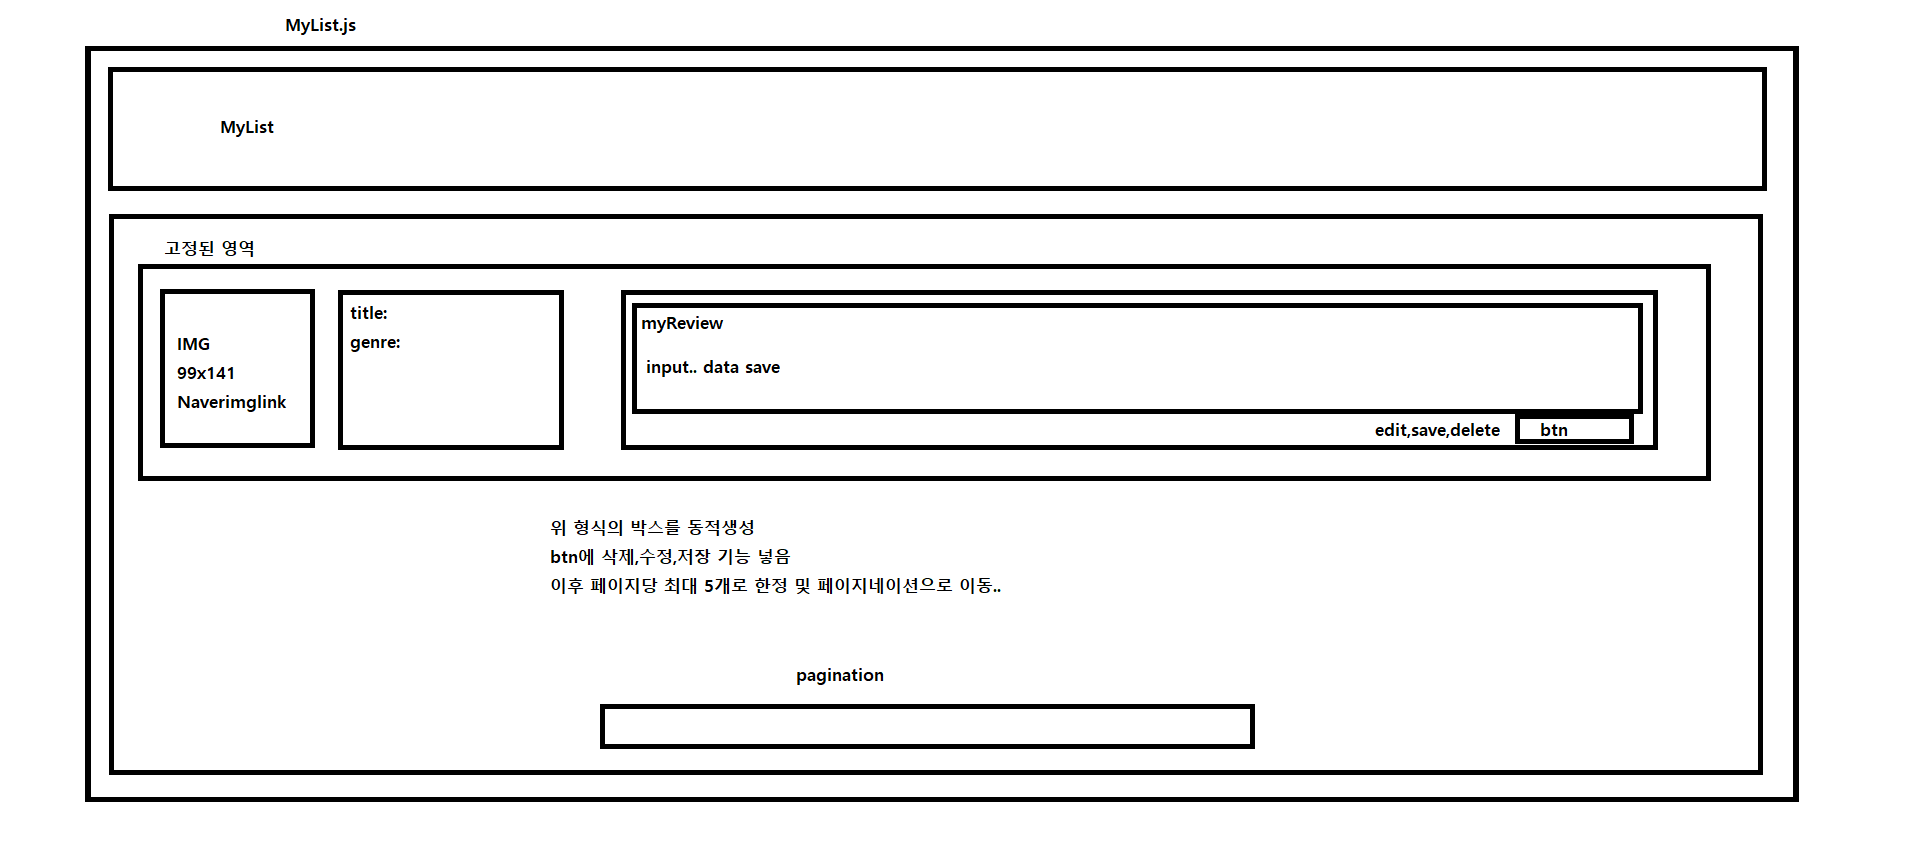 MyList.js
MyList
고정된 영역
IMG
99x141
Naverimglink
title:
genre:
myReview
input.. data save
edit,save,delete
btn
위 형식의 박스를 동적생성
btn에 삭제,수정,저장 기능 넣음
이후 페이지당 최대 5개로 한정 및 페이지네이션으로 이동..
pagination